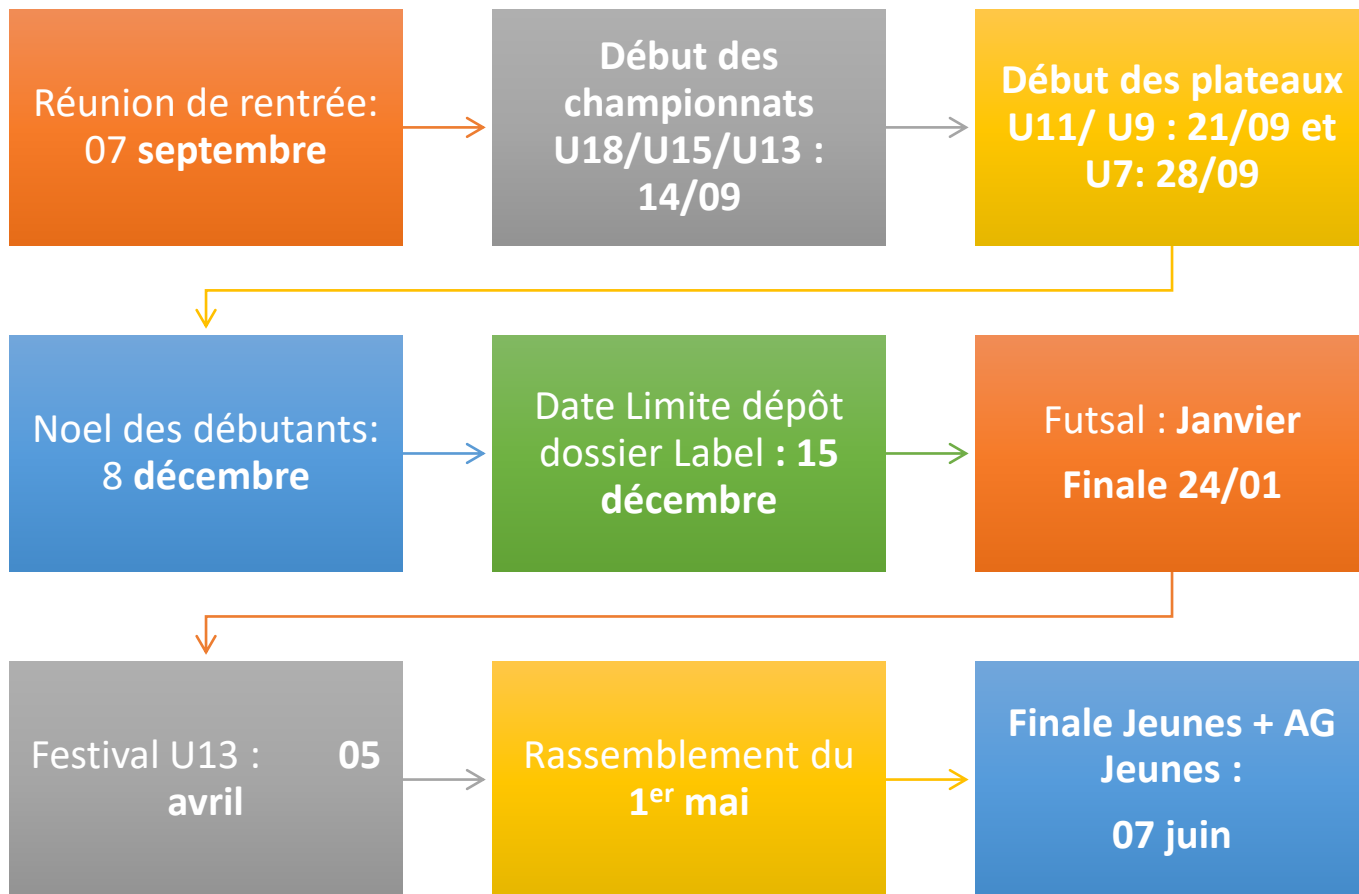 Réunion de rentrée:
07 septembre
Début des
championnats
U18/U15/U13 :
14/09
Début des plateaux
U11/ U9 : 21/09 et
U7: 28/09
Noel des débutants:
8 décembre
Date Limite dépôt
dossier Label : 15
décembre
Futsal : Janvier
Finale 24/01
Festival U13 : 05
avril
Rassemblement du
1er mai
Finale Jeunes + AG
Jeunes :
07 juin